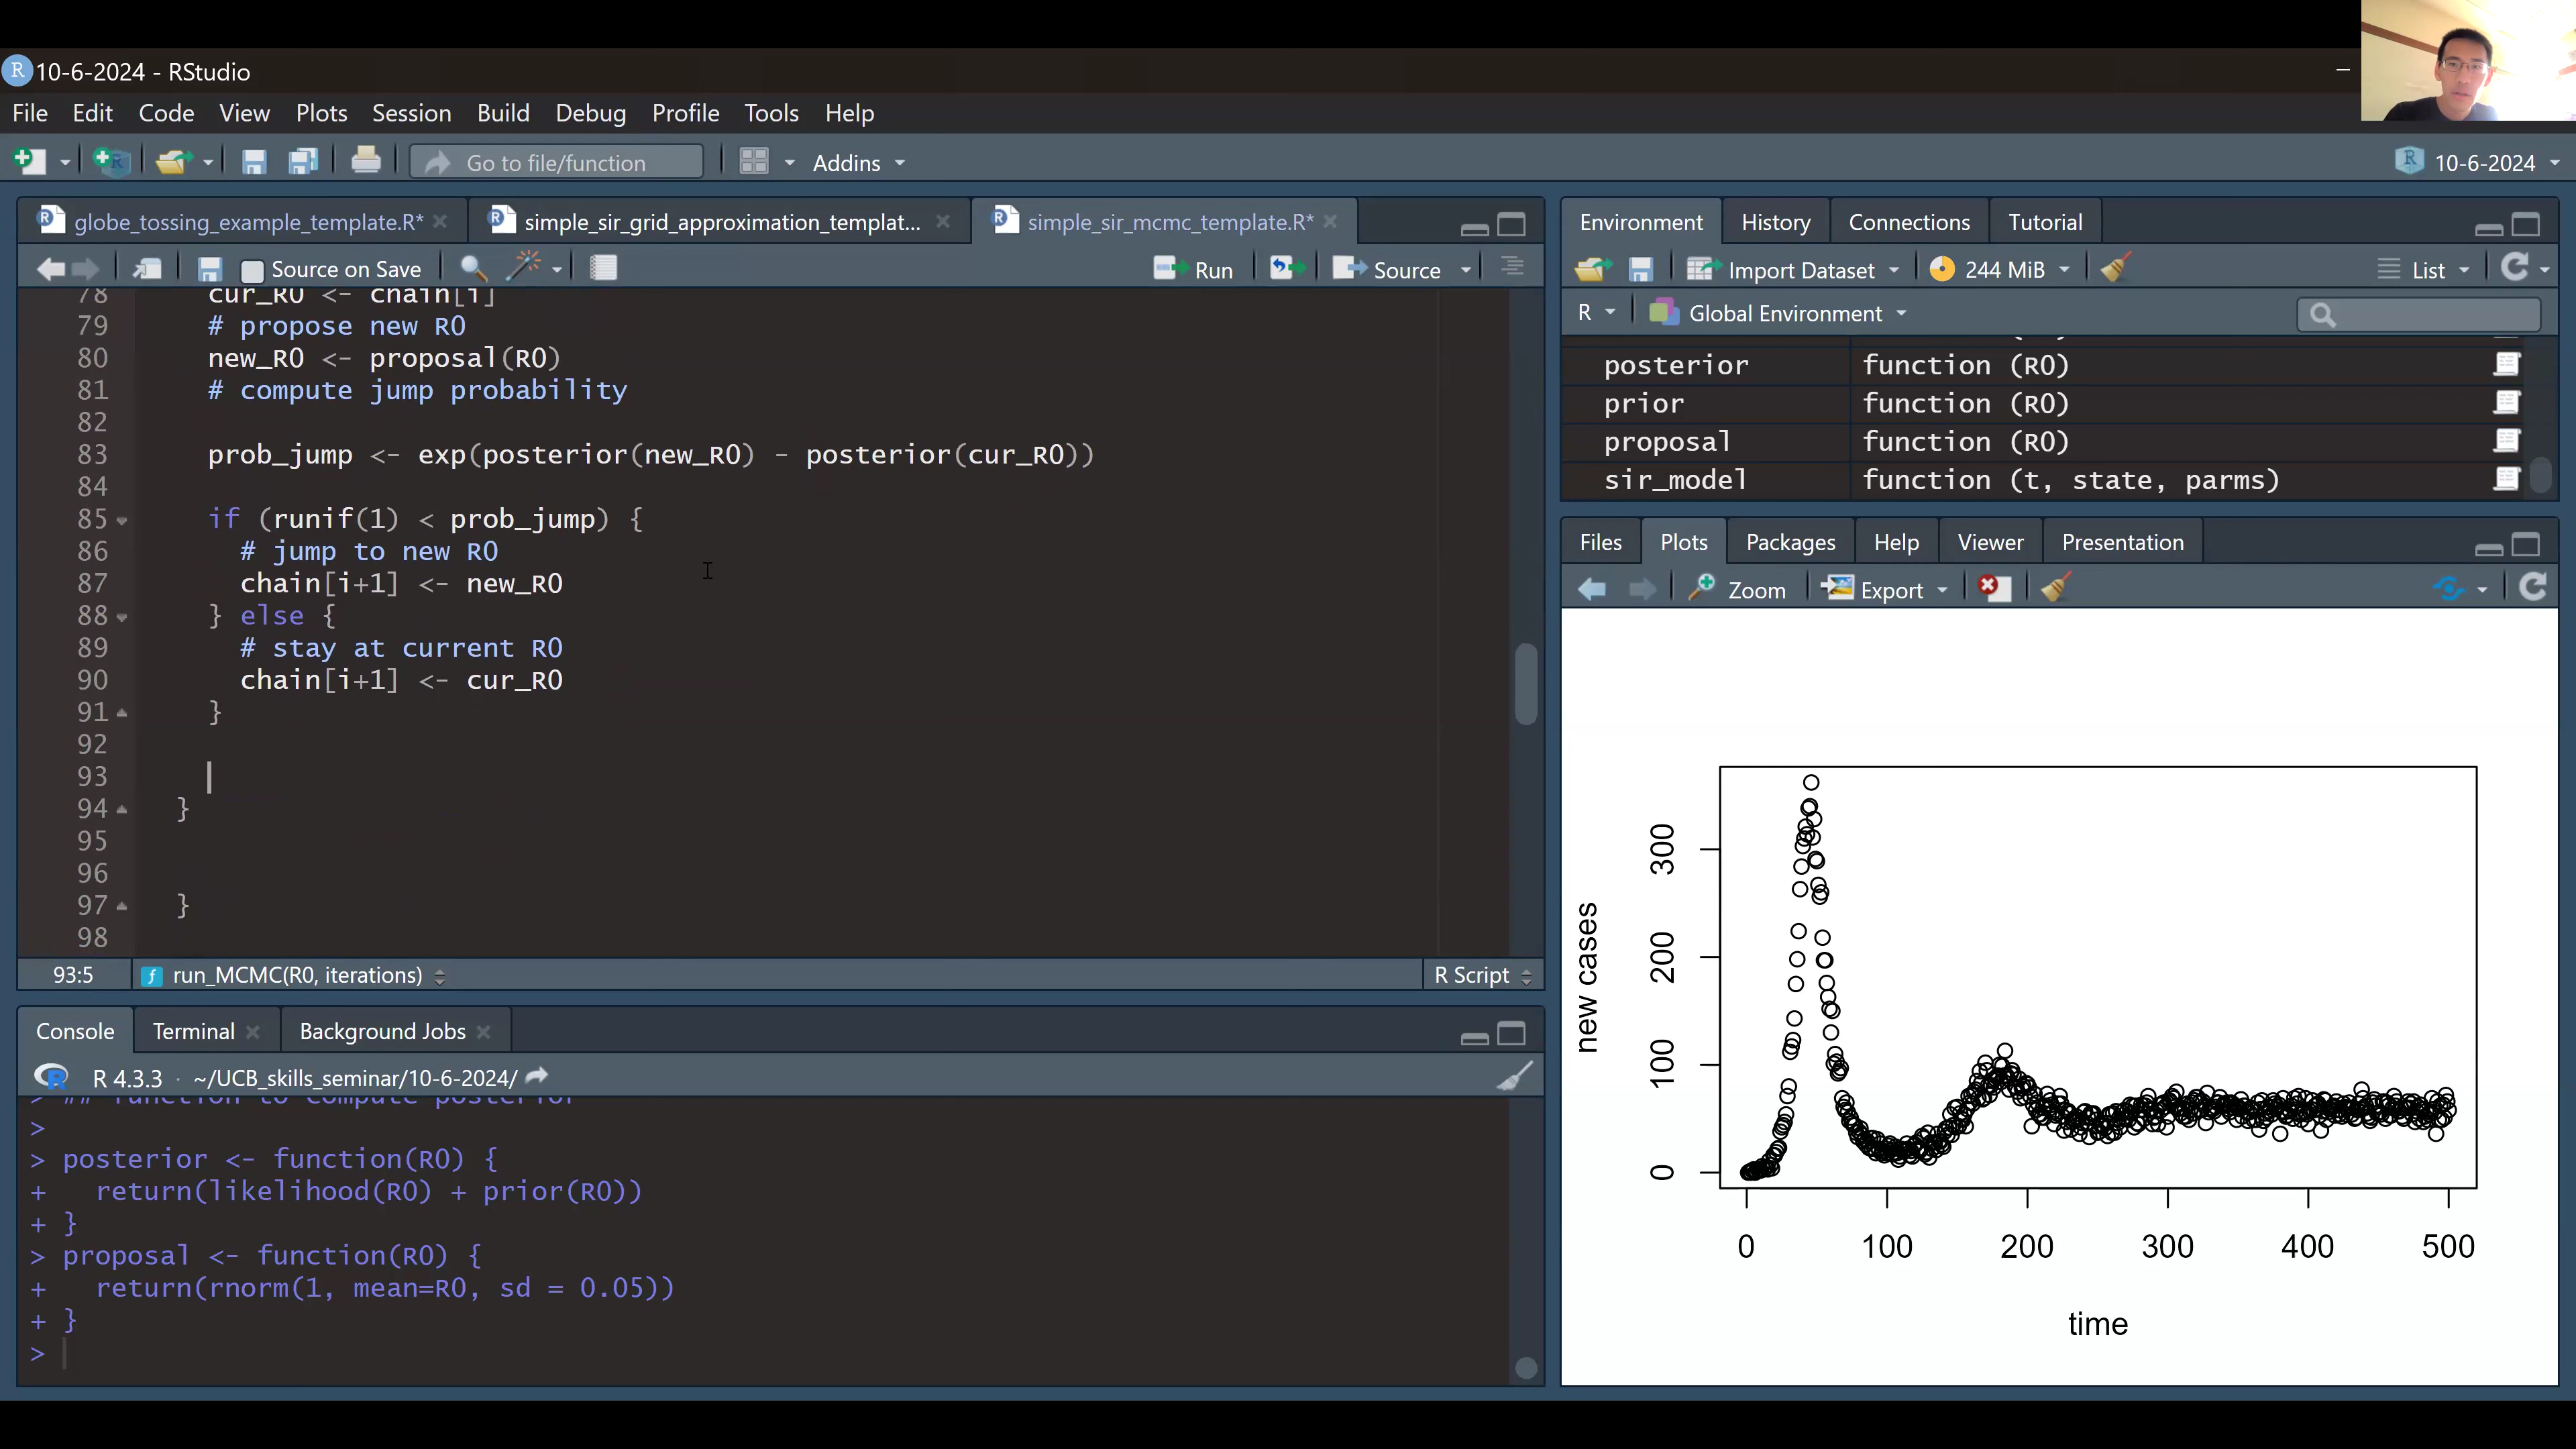 10-6-2024 - RStudio
File Edit Code View Plots Session Build Debug Profile Tools Help
Go to file/function Addins 10-6-2024
globe_tossing_example_template.R* simple_sir_grid_approximation_templat... simple_sir_mcmc_template.R*
Source on Save Run Source
78 cur_R0 <- chain[i]
79 # propose new R0
80 new_R0 <- proposal(R0)
81 # compute jump probability
82
83 prob_jump <- exp(posterior(new_R0) - posterior(cur_R0))
84
85 if (runif(1) < prob_jump) {
86 # jump to new R0
87 chain[i+1] <- new_R0
88 } else {
89 # stay at current R0
90 chain[i+1] <- cur_R0
91 }
92
93
94 }
95
96
97 }
98
93:5 run_MCMC(R0, iterations) R Script
Console Terminal Background Jobs
R 4.3.3 · ~/UCB_skills_seminar/10-6-2024/
> ## function to compute posterior
>
> posterior <- function(R0) {
+ return(likelihood(R0) + prior(R0))
+ }
> proposal <- function(R0) {
+ return(rnorm(1, mean=R0, sd = 0.05))
+ }
>
Environment History Connections Tutorial
Import Dataset 244 MiB List
R Global Environment
posterior function (R0)
prior function (R0)
proposal function (R0)
sir_model function (t, state, parms)
Files Plots Packages Help Viewer Presentation
Zoom Export
new cases
300
200
100
0
0 100 200 300 400 500
time